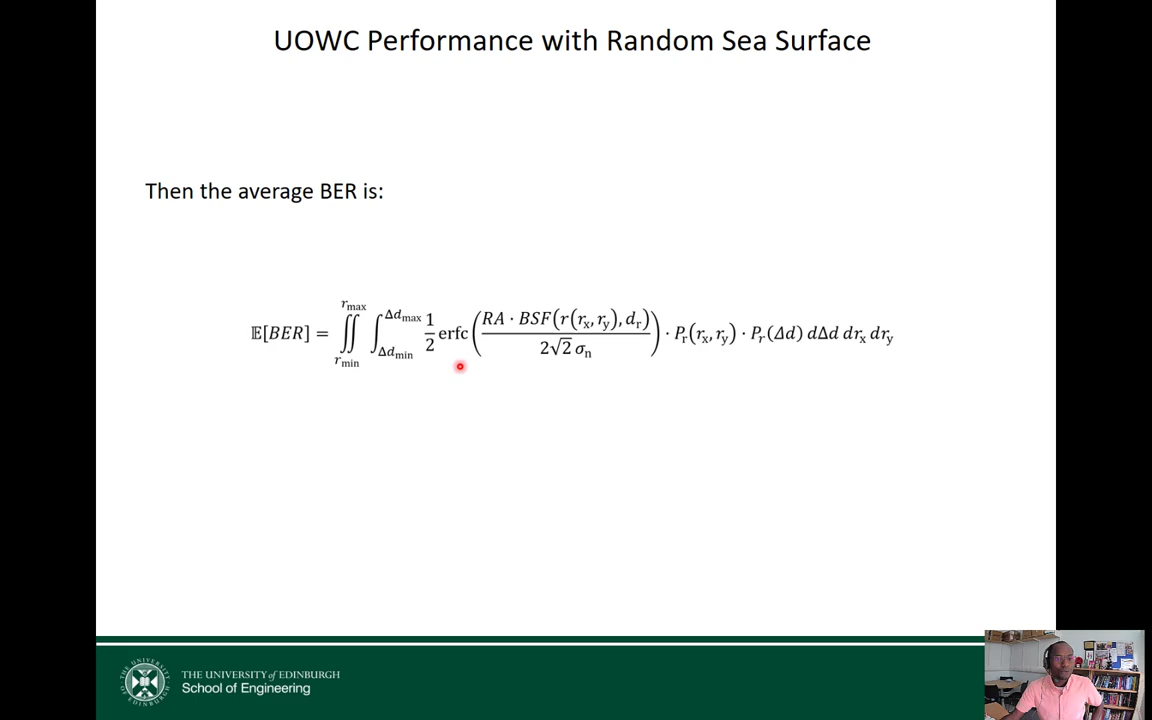 UOWC Performance with Random Sea Surface
Then the average BER is:
𝔼[BER] = ∬_{r_min}^{r_max} ∫_{Δd_min}^{Δd_max} 1/2 erfc( (RA · BSF(r(r_x, r_y), d_r)) / (2√2 σ_n) ) · P_r(r_x, r_y) · P_r(Δd) dΔd dr_x dr_y
THE UNIVERSITY of EDINBURGH
School of Engineering